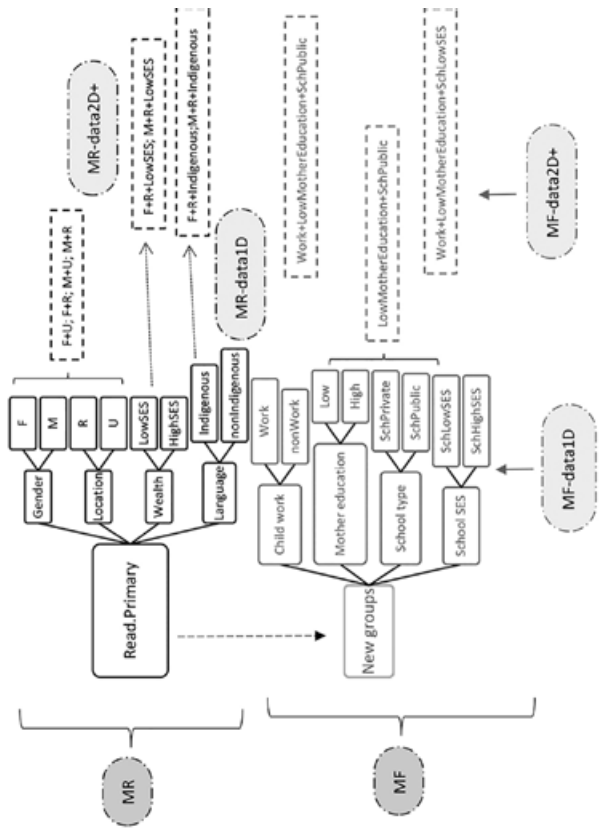 MR
Read.Primary
Gender
F
M
Location
R
U
Wealth
LowSES
HighSES
Language
Indigenous
nonIndigenous
F+U; F+R; M+U; M+R
F+R+LowSES; M+R+LowSES
F+R+Indigenous;M+R+Indigenous
MR-data2D+
MR-data1D
MF
New groups
Child work
Work
nonWork
Mother education
Low
High
School type
SchPrivate
SchPublic
School SES
SchLowSES
SchHighSES
Work+LowMotherEducation+SchPublic
LowMotherEducation+SchPublic
Work+LowMotherEducation+SchLowSES
MF-data1D
MF-data2D+